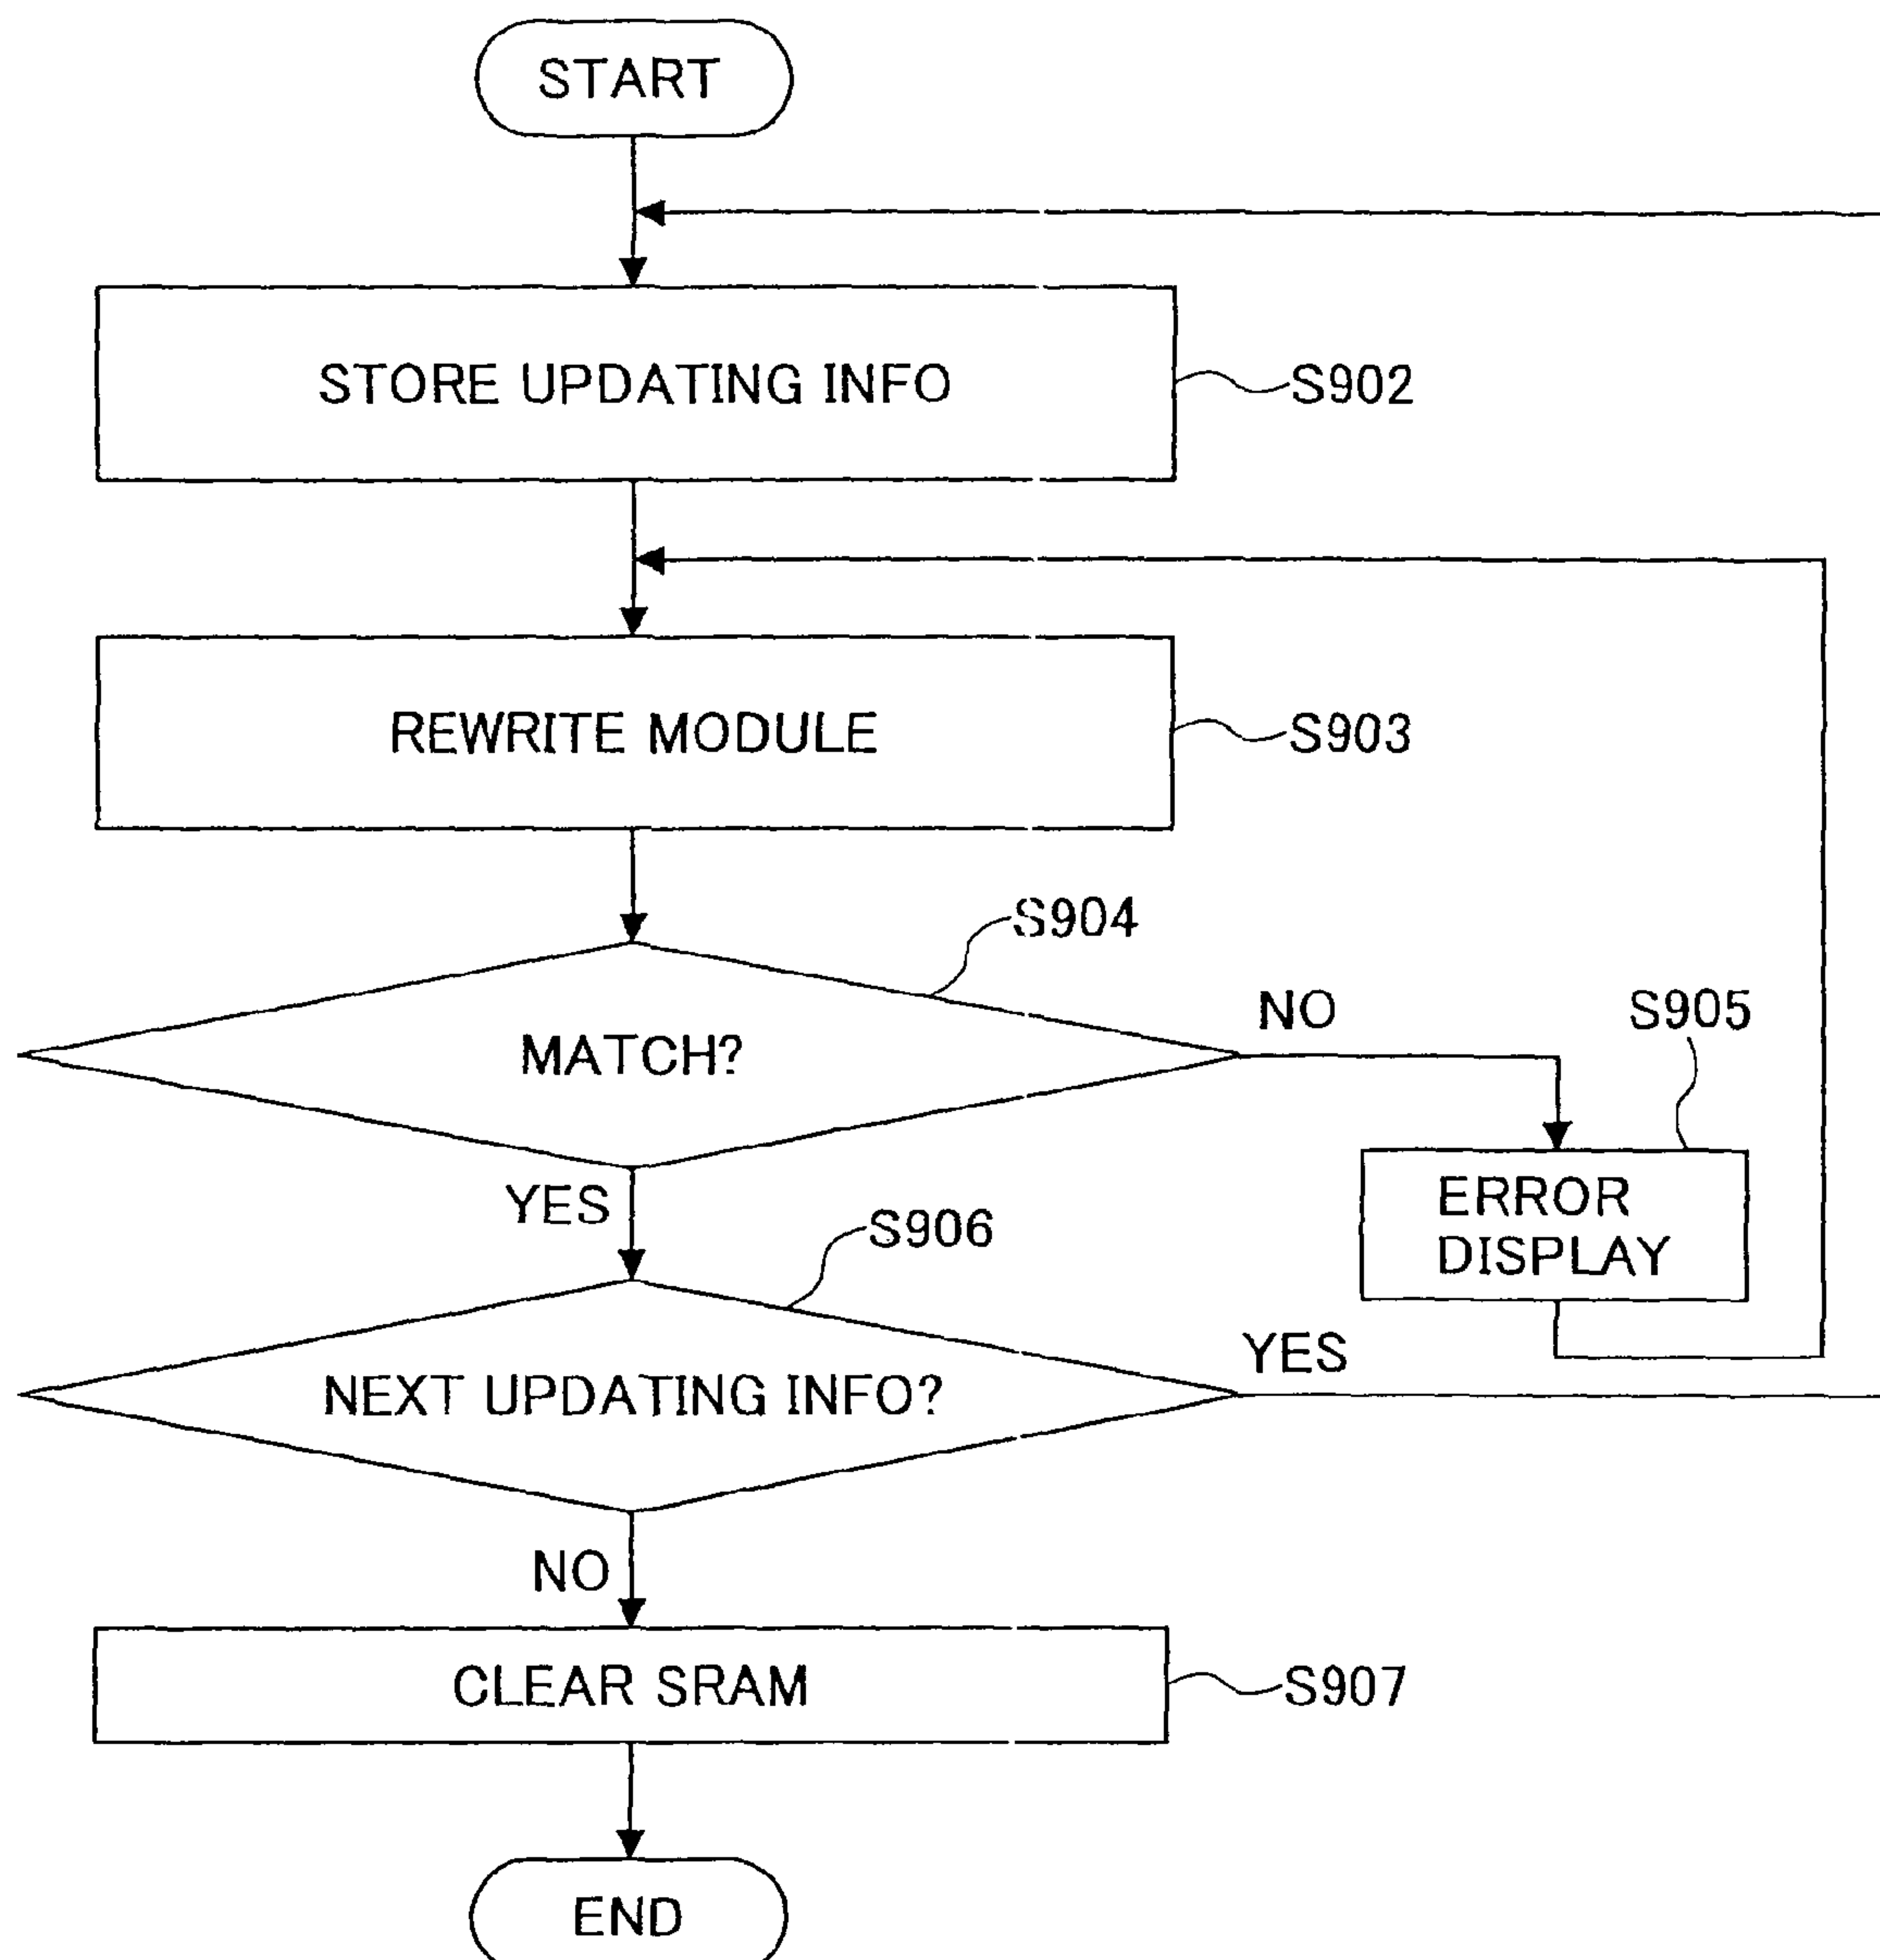 START
STORE UPDATING INFO
S902
REWRITE MODULE
S903
S904
MATCH?
NO
S905
ERROR
DISPLAY
YES
S906
NEXT UPDATING INFO?
YES
NO
CLEAR SRAM
S907
END